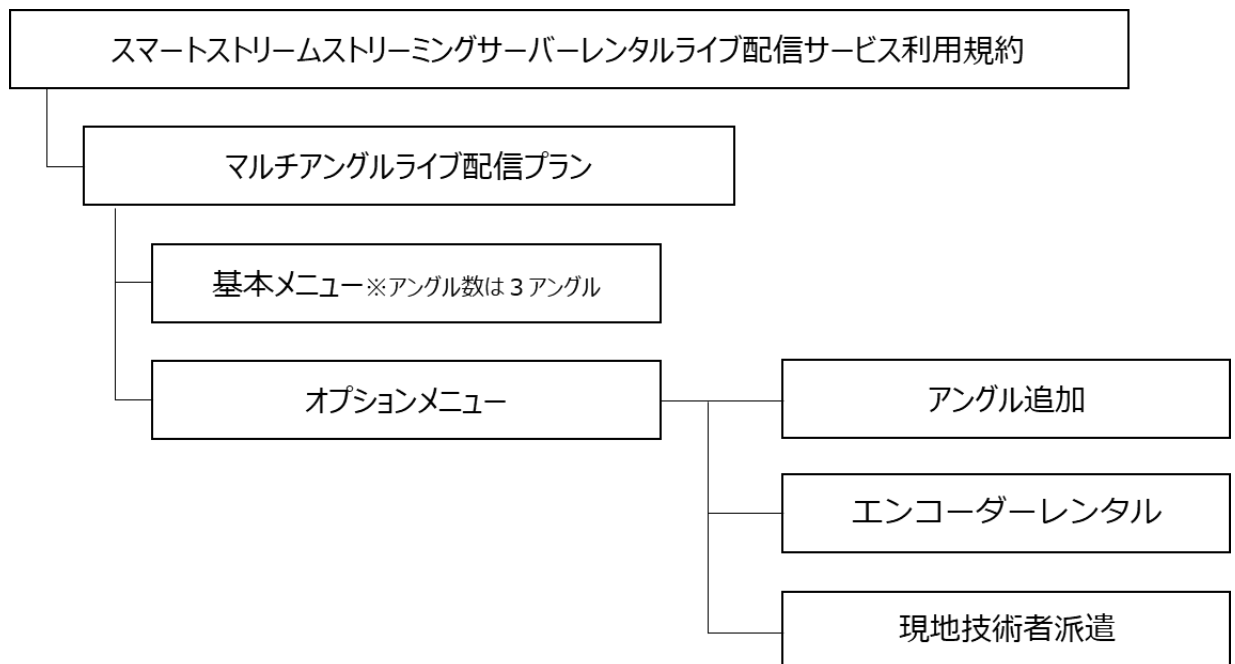 スマートストリームストリーミングサーバーレンタルライブ配信サービス利用規約
マルチアングルライブ配信プラン
基本メニュー※アングル数は3アングル
オプションメニュー
アングル追加
エンコーダーレンタル
現地技術者派遣